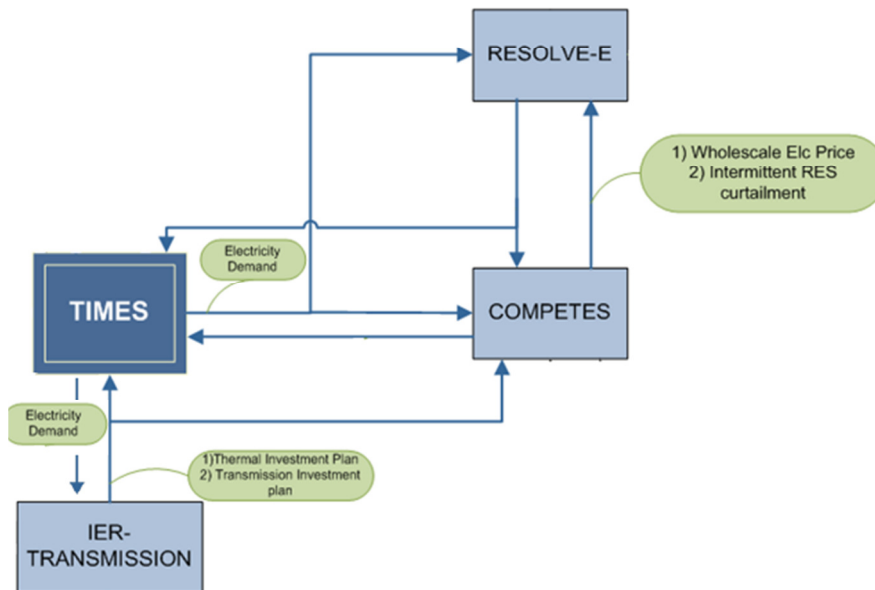 RESOLVE-E
1) Wholescale Elc Price
2) Intermittent RES
curtailment
Electricity
Demand
TIMES
COMPETES
Electricity
Demand
1)Thermal Investment Plan
2) Transmission Investment
plan
IER-
TRANSMISSION